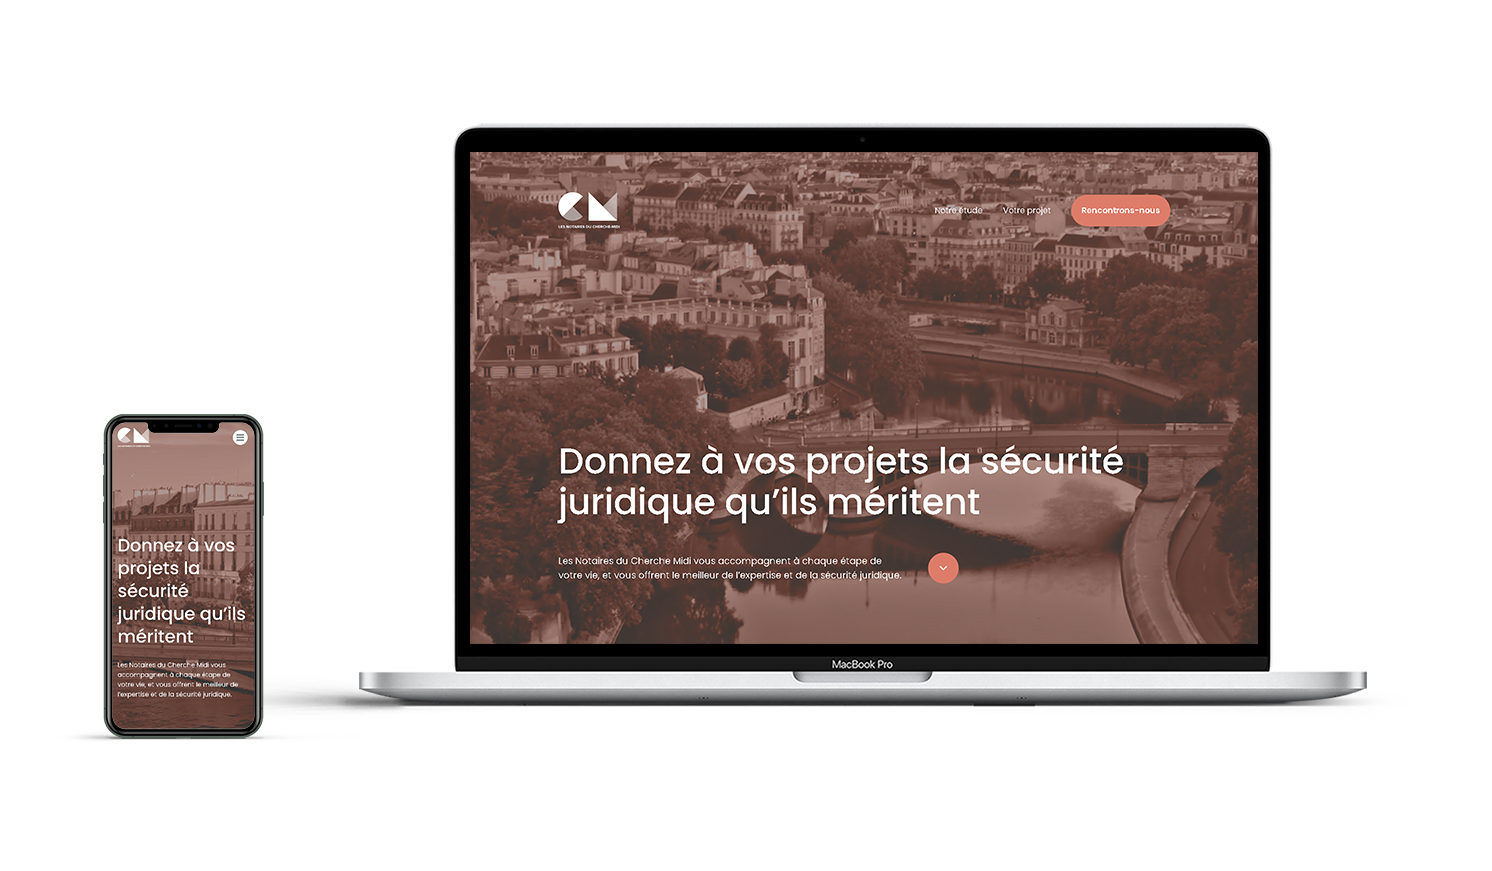 LES NOTAIRES DU CHERCHE-MIDI
Notre étude
Votre projet
Rencontrons-nous
Donnez à vos projets la sécurité
juridique qu’ils méritent
Les Notaires du Cherche Midi vous accompagnent à chaque étape de
votre vie, et vous offrent le meilleur de l’expertise et de la sécurité juridique.
MacBook Pro
Donnez à vos
projets la
sécurité
juridique qu’ils
méritent
Les Notaires du Cherche Midi vous
accompagnent à chaque étape de
votre vie, et vous offrent le meilleur de
l’expertise et de la sécurité juridique.